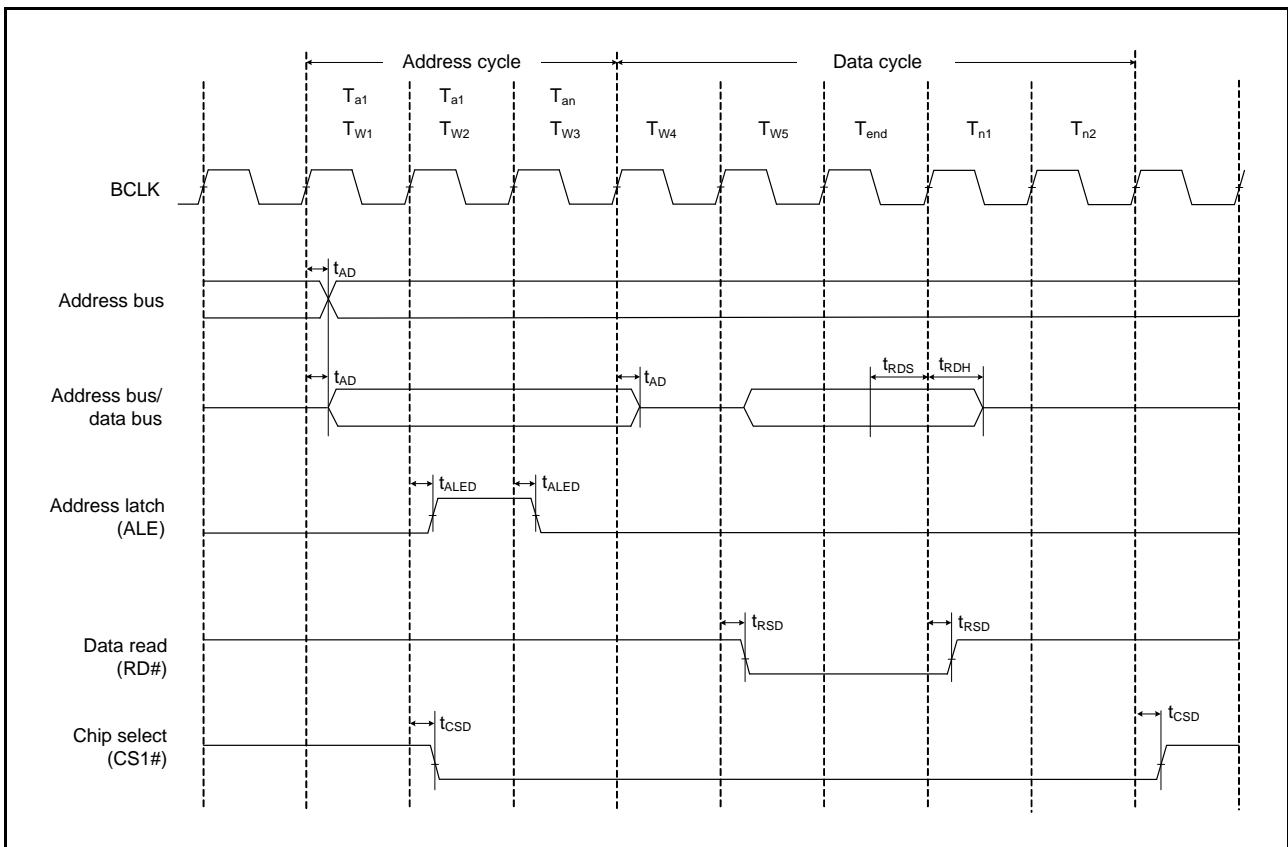 Address cycle Data cycle
Ta1 Ta1 Tan
TW1 TW2 TW3 TW4 TW5 Tend Tn1 Tn2
BCLK
tAD
Address bus
tRDS tRDH
tAD tAD
Address bus/
data bus
tALED tALED
Address latch
(ALE)
tRSD tRSD
Data read
(RD#)
tCSD tCSD
Chip select
(CS1#)